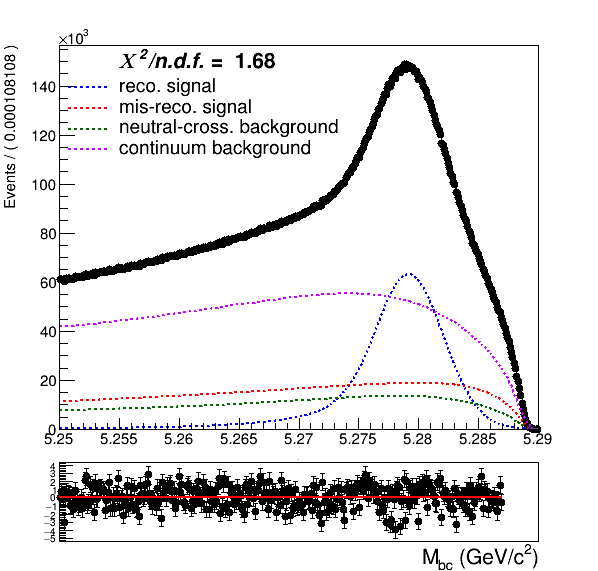 ×10³
Χ²/n.d.f. = 1.68
reco. signal
mis-reco. signal
neutral-cross. background
continuum background
Events / ( 0.000108108 )
140
120
100
80
60
40
20
0
5.25 5.255 5.26 5.265 5.27 5.275 5.28 5.285 5.29
4
3
2
1
0
−1
−2
−3
−4
−5
M_bc (GeV/c²)